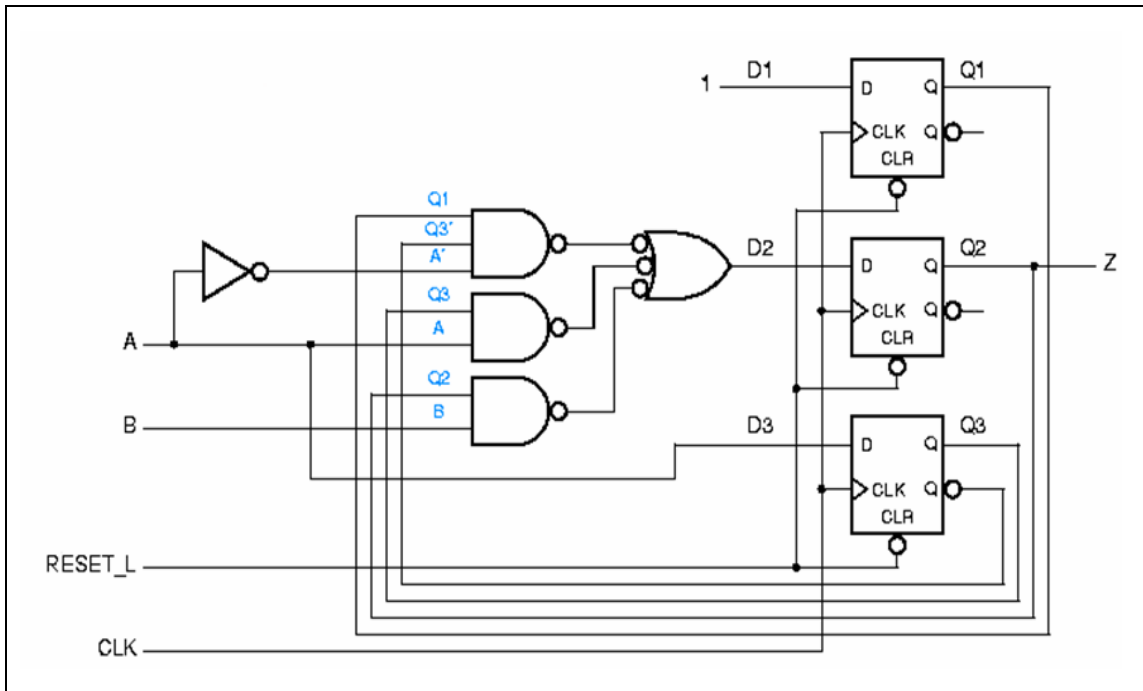 1 D1 Q1
D Q
CLK Q
CLR
Q1
Q3′
A′
D2 Q2
D Q
Z
CLK Q
CLR
Q3
A
A
Q2
B
B
D3 Q3
D Q
CLK Q
CLR
RESET_L
CLK